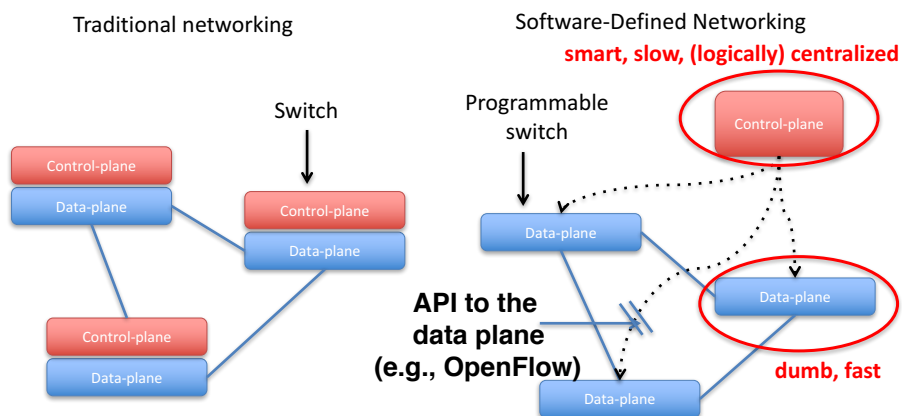 Traditional networking
Switch
Control-plane
Data-plane
Control-plane
Data-plane
Control-plane
Data-plane
Software-Defined Networking
smart, slow, (logically) centralized
Programmable
switch
Control-plane
Data-plane
Data-plane
API to the
data plane
(e.g., OpenFlow)
dumb, fast
Data-plane